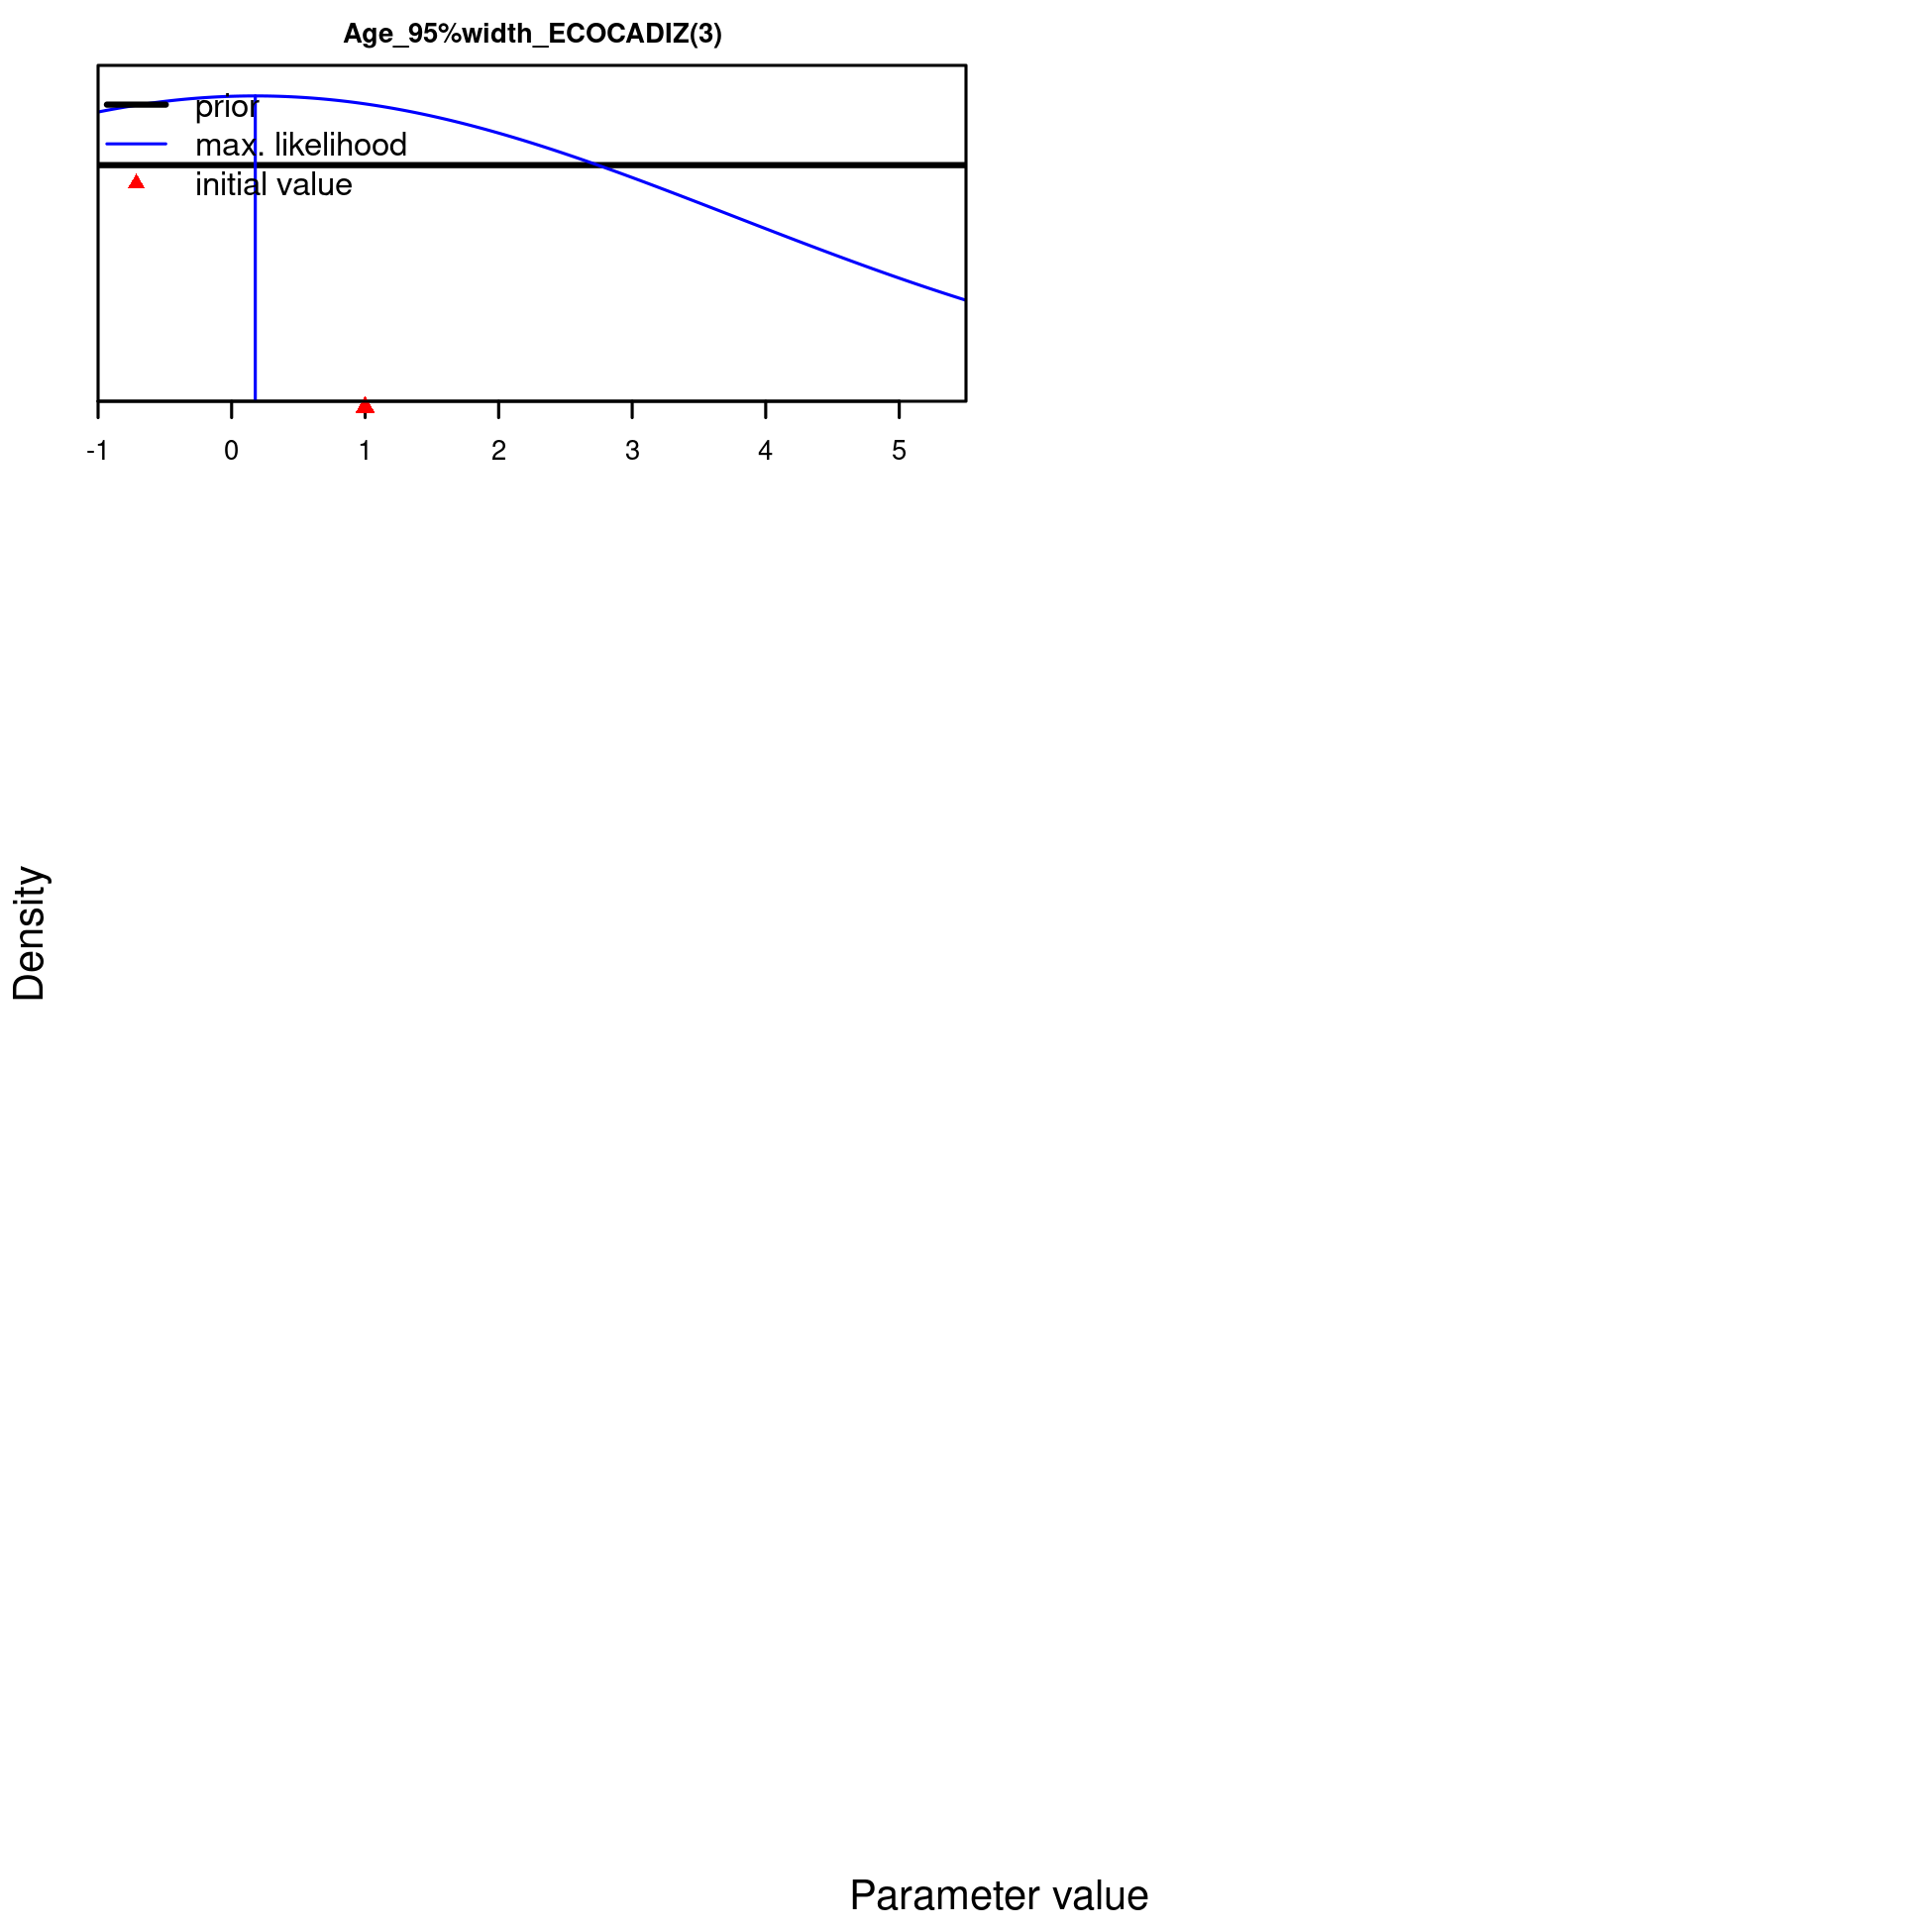 Age_95%width_ECOCADIZ(3)
prior
max. likelihood
initial value
-1 0 1 2 3 4 5
Density
Parameter value